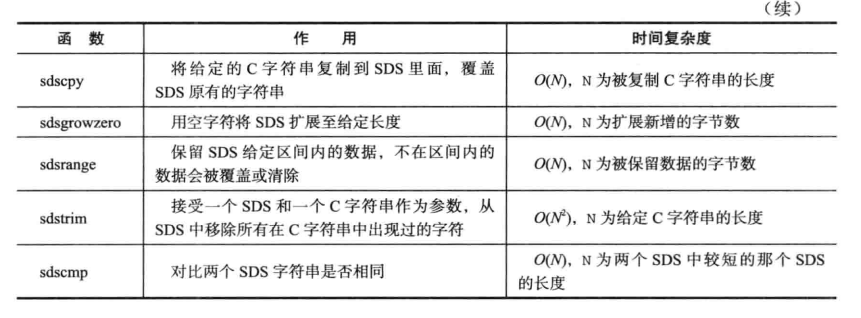 （续）
函 数 作 用 时间复杂度
将给定的 C 字符串复制到 SDS 里面，覆盖
sdscpy O(N)，N 为被复制 C 字符串的长度
SDS 原有的字符串
sdsgrowzero 用空字符将 SDS 扩展至给定长度 O(N)，N 为扩展新增的字节数
保留 SDS 给定区间内的数据，不在区间内的
sdsrange O(N)，N 为被保留数据的字节数
数据会被覆盖或清除
接受一个 SDS 和一个 C 字符串作为参数，从
sdstrim O(N²)，N 为给定 C 字符串的长度
SDS 中移除所有在 C 字符串中出现过的字符
O(N)，N 为两个 SDS 中较短的那个 SDS
sdscmp 对比两个 SDS 字符串是否相同
的长度